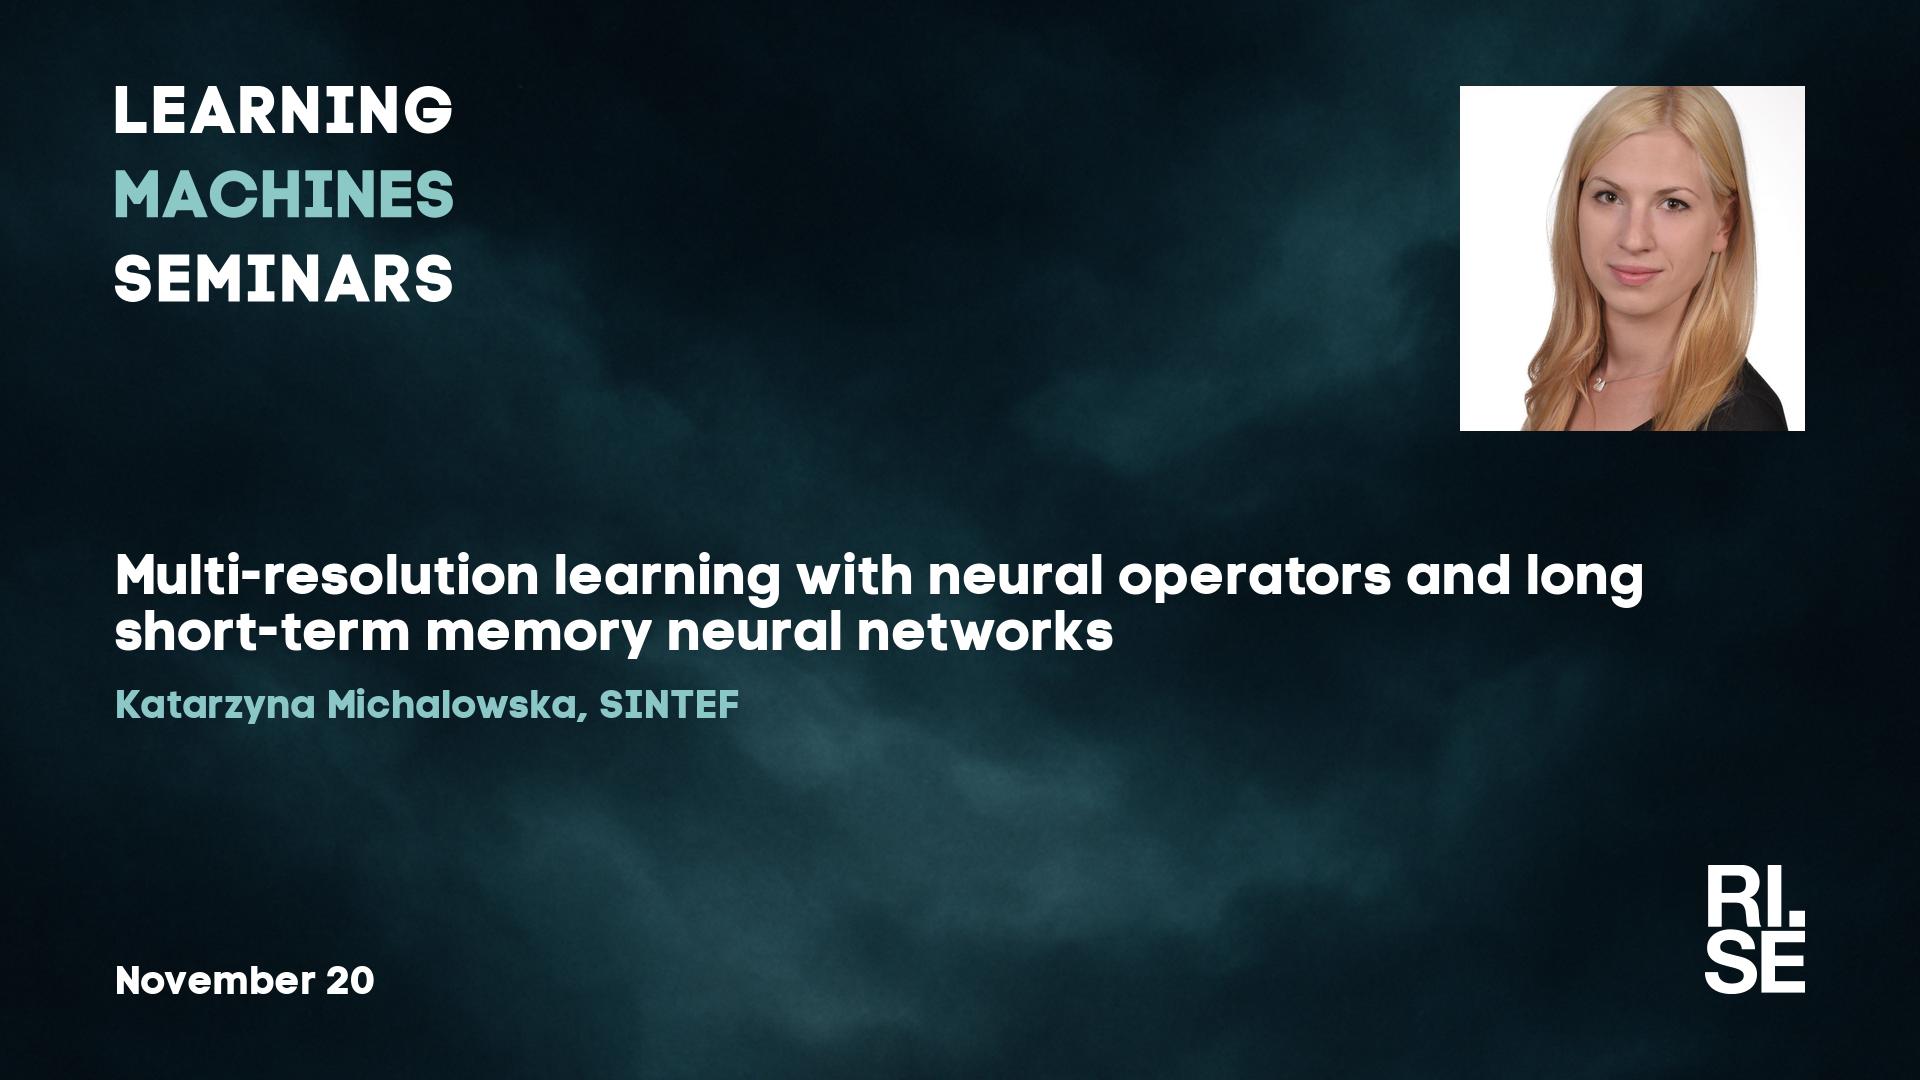 LEARNING
MACHINES
SEMINARS
Multi-resolution learning with neural operators and long
short-term memory neural networks
Katarzyna Michalowska, SINTEF
November 20
RI.
SE